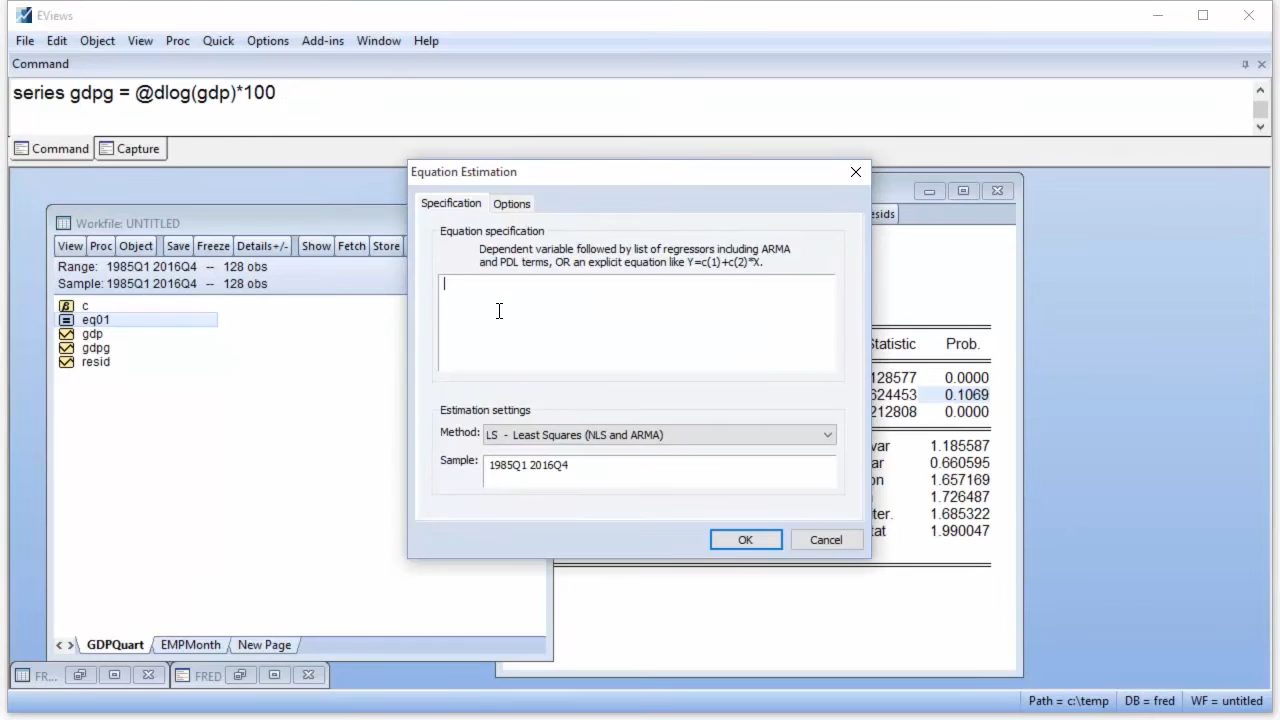 EViews
File Edit Object View Proc Quick Options Add-ins Window Help
Command
series gdpg = @dlog(gdp)*100
Command Capture
Equation Estimation
Specification Options
Equation specification
Dependent variable followed by list of regressors including ARMA
and PDL terms, OR an explicit equation like Y=c(1)+c(2)*X.
Estimation settings
Method: LS - Least Squares (NLS and ARMA)
Sample: 1985Q1 2016Q4
OK Cancel
Workfile: UNTITLED
View Proc Object Save Freeze Details+/- Show Fetch Store
Range: 1985Q1 2016Q4 -- 128 obs
Sample: 1985Q1 2016Q4 -- 128 obs
c
eq01
gdp
gdpg
resid
GDPQuart EMPMonth New Page
esids
Statistic Prob.
128577 0.0000
624453 0.1069
212808 0.0000
var 1.185587
ar 0.660595
on 1.657169
1.726487
ter. 1.685322
tat 1.990047
FR... FRED
Path = c:\temp DB = fred WF = untitled